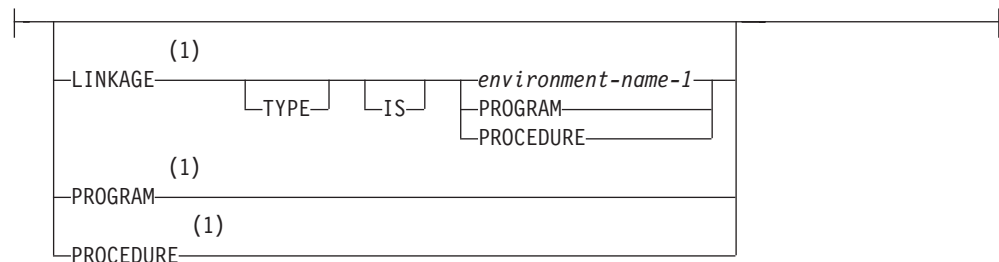 (1)
LINKAGE environment-name-1
TYPE IS PROGRAM
PROCEDURE
(1)
PROGRAM
(1)
PROCEDURE